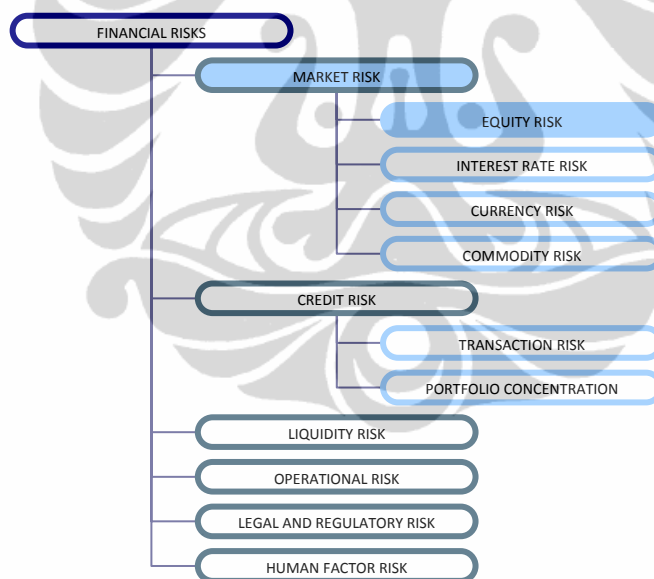 FINANCIAL RISKS
MARKET RISK
EQUITY RISK
INTEREST RATE RISK
CURRENCY RISK
COMMODITY RISK
CREDIT RISK
TRANSACTION RISK
PORTFOLIO CONCENTRATION
LIQUIDITY RISK
OPERATIONAL RISK
LEGAL AND REGULATORY RISK
HUMAN FACTOR RISK